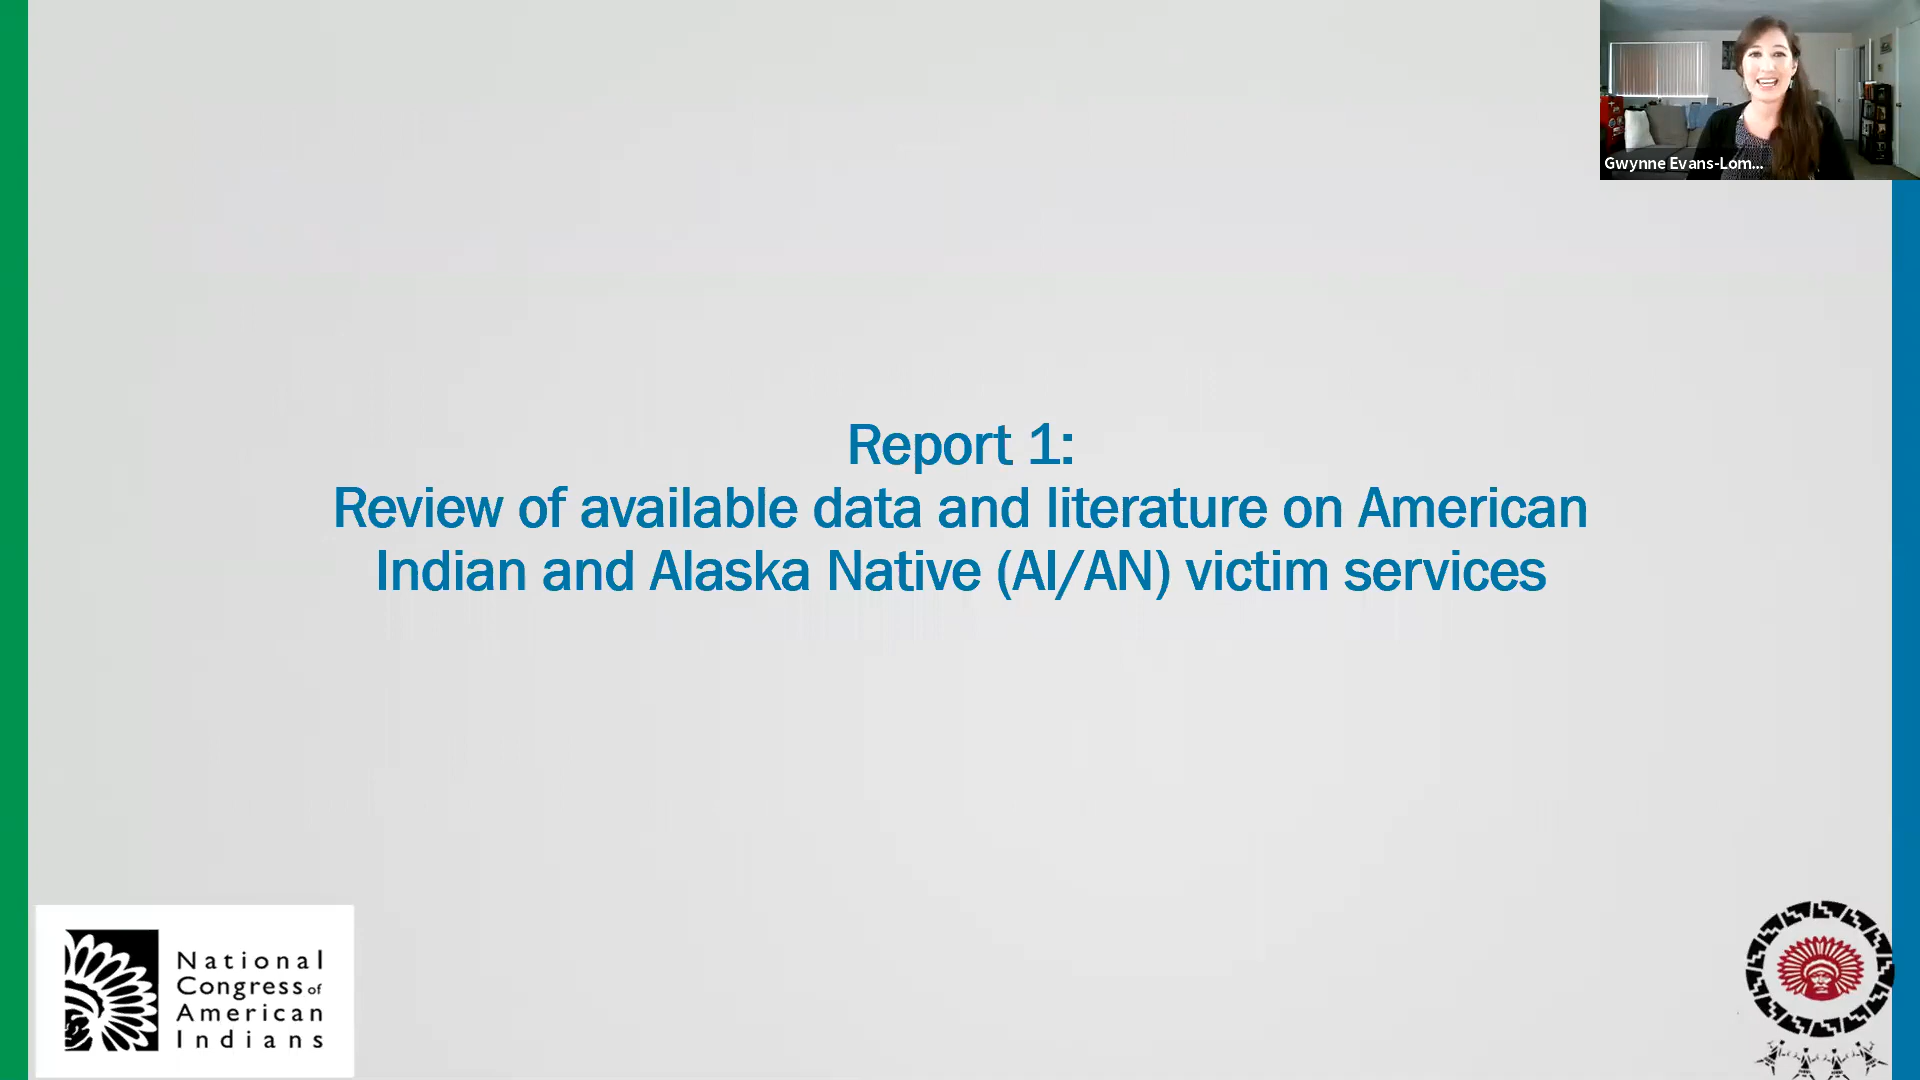 Gwynne Evans-Lom...
Report 1:
Review of available data and literature on American
Indian and Alaska Native (AI/AN) victim services
National
Congress of
American
Indians